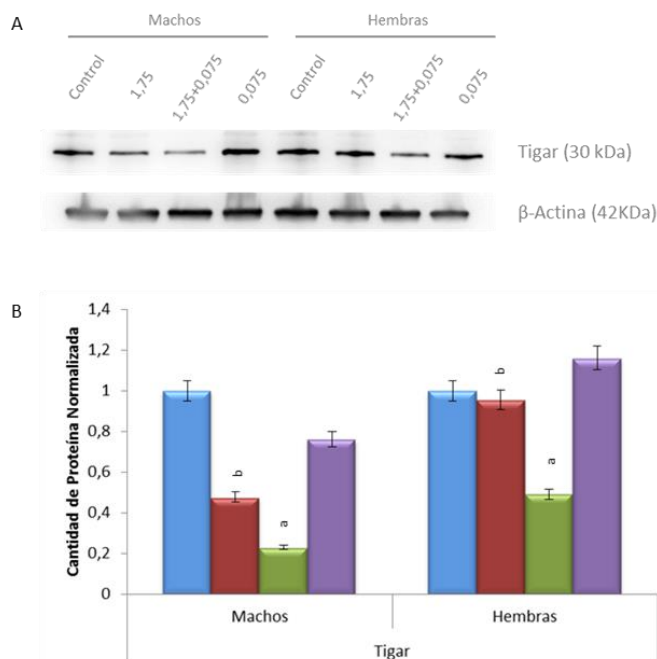 A
Machos Hembras
Control 1,75 1,75+0,075 0,075 Control 1,75 1,75+0,075 0,075
Tigar (30 kDa)
β-Actina (42KDa)
B
Cantidad de Proteína Normalizada
1,4
1,2
1
0,8
0,6
0,4
0,2
0
b
a
b
a
Machos Hembras
Tigar